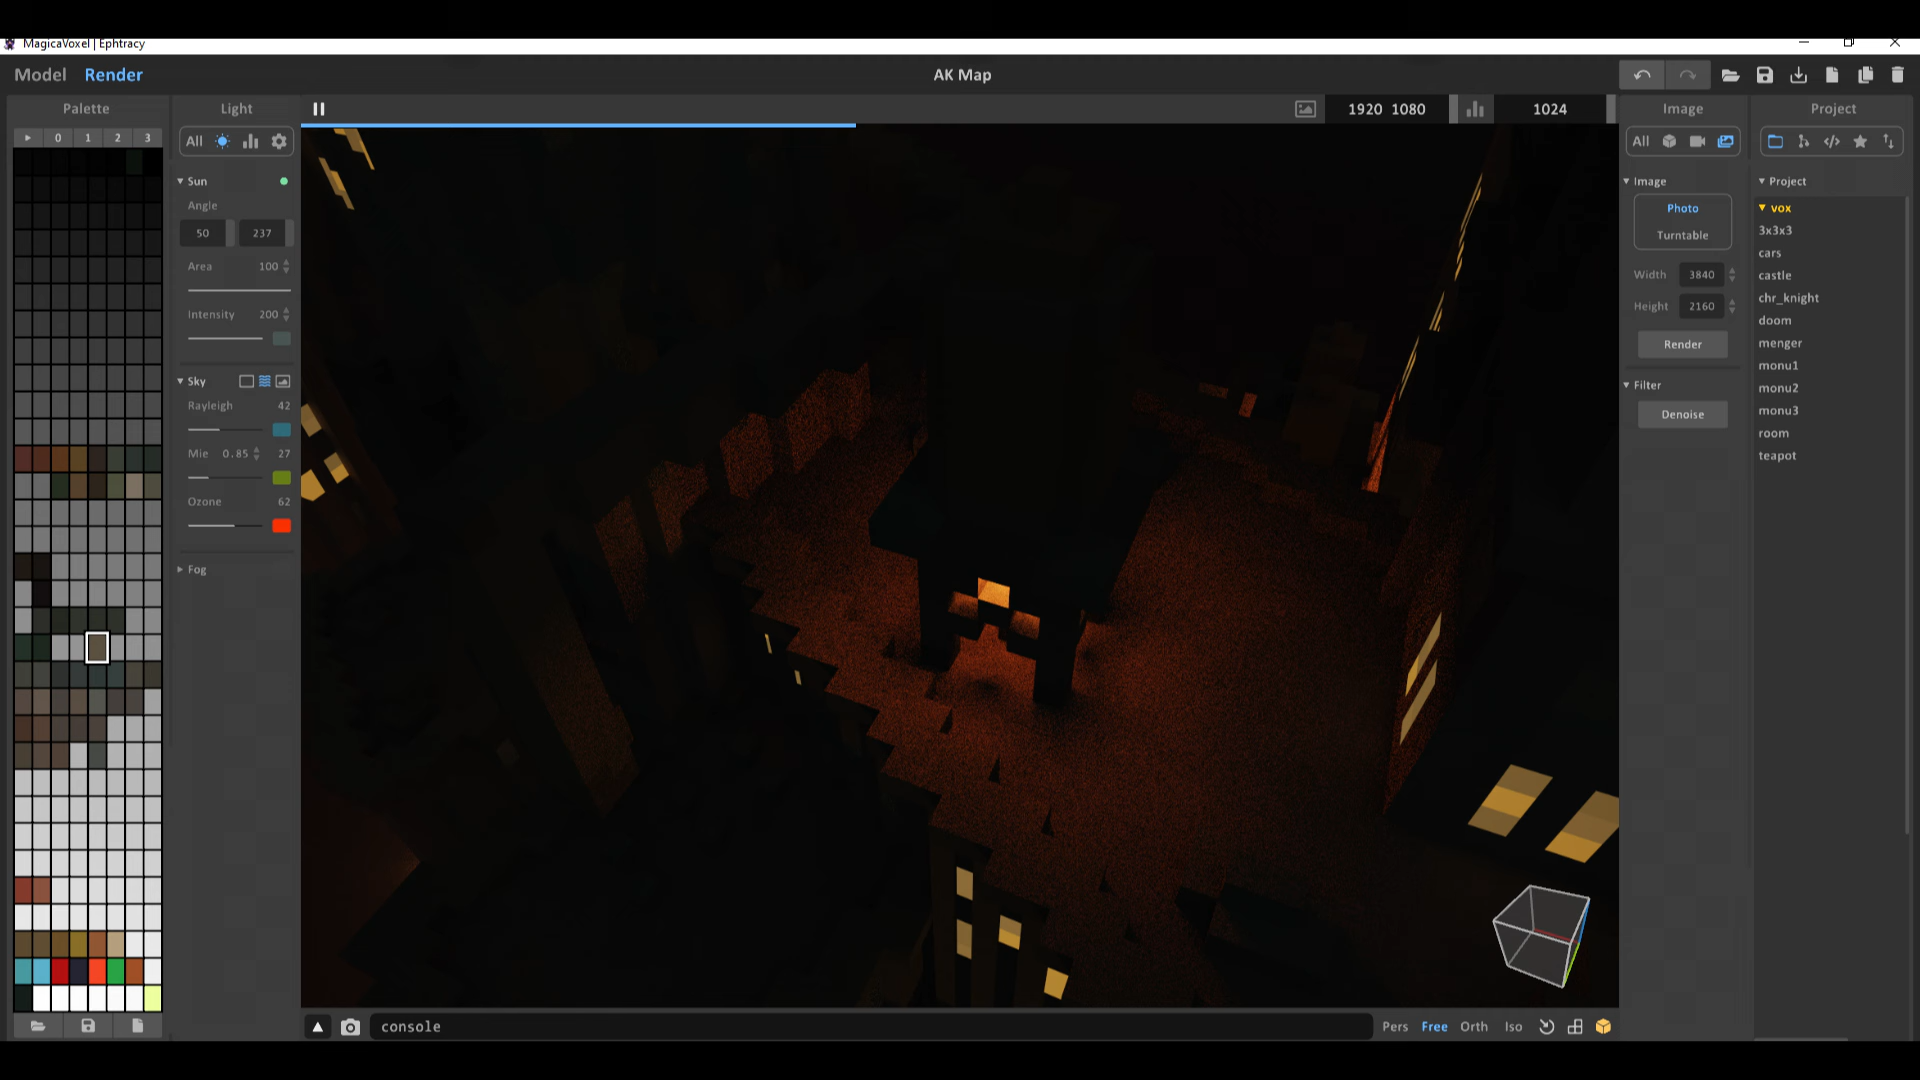 MagicaVoxel | Ephtracy
Model Render
AK Map
Palette
0 1 2 3
Light
All
Sun
Angle
50 237
Area 100
Intensity 200
Sky
Rayleigh 42
Mie 0.85 27
Ozone 62
Fog
1920 1080
1024
console
Pers Free Orth Iso
Image
All
Image
Photo
Turntable
Width 3840
Height 2160
Render
Filter
Denoise
Project
Project
vox
3x3x3
cars
castle
chr_knight
doom
menger
monu1
monu2
monu3
room
teapot